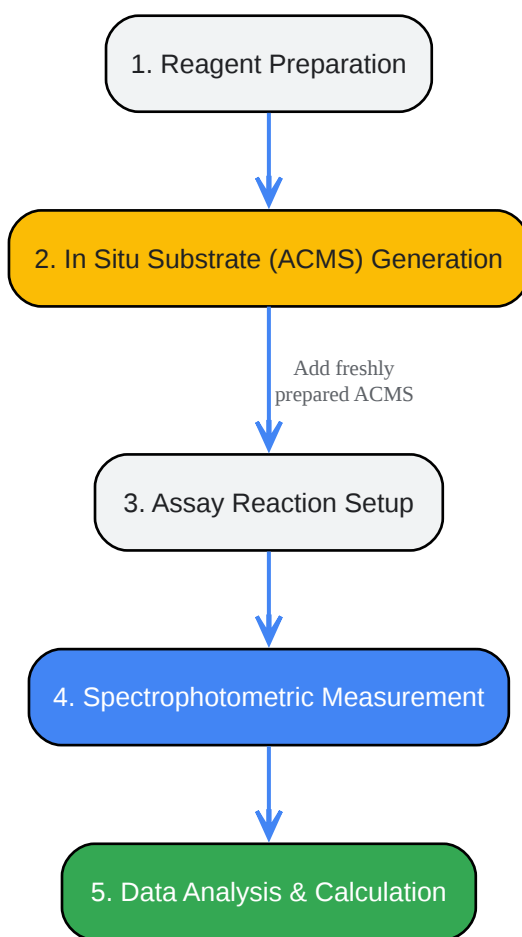 1. Reagent Preparation
2. In Situ Substrate (ACMS) Generation
Add freshly
prepared ACMS
3. Assay Reaction Setup
4. Spectrophotometric Measurement
5. Data Analysis & Calculation